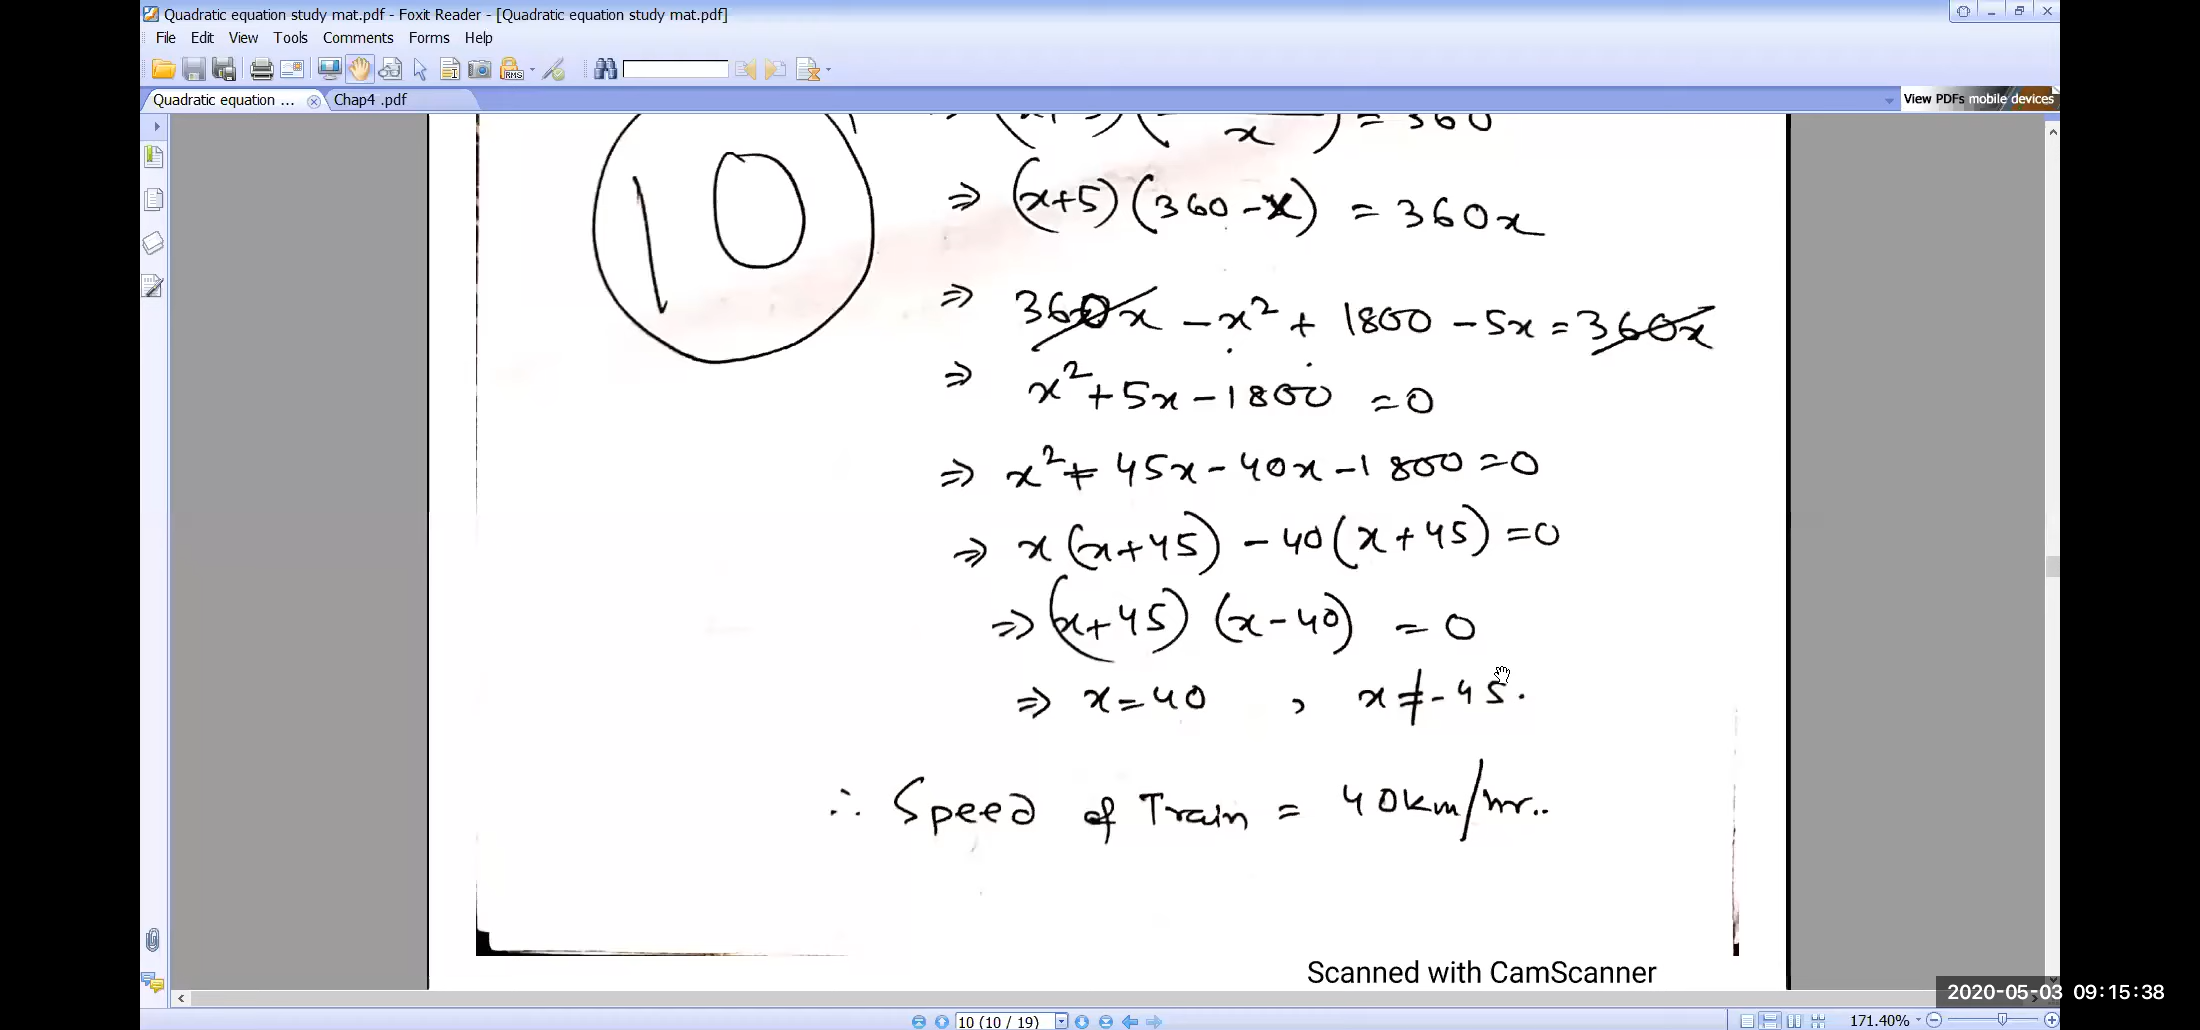 Quadratic equation study mat.pdf - Foxit Reader - [Quadratic equation study mat.pdf]
File Edit View Tools Comments Forms Help
Quadratic equation ... Chap4 .pdf
View PDFs mobile devices
x = 360
10
⇒ (x+5) (360-x) = 360x
⇒ 360x - x² + 1800 - 5x = 360x
⇒ x² + 5x - 1800 = 0
⇒ x² + 45x - 40x - 1800 = 0
⇒ x (x+45) - 40 (x+45) = 0
⇒ (x+45) (x-40) = 0
⇒ x = 40 , x ≠ -45.
∴ Speed of Train = 40km/hr..
Scanned with CamScanner
2020-05-03 09:15:38
10 (10 / 19) 171.40%